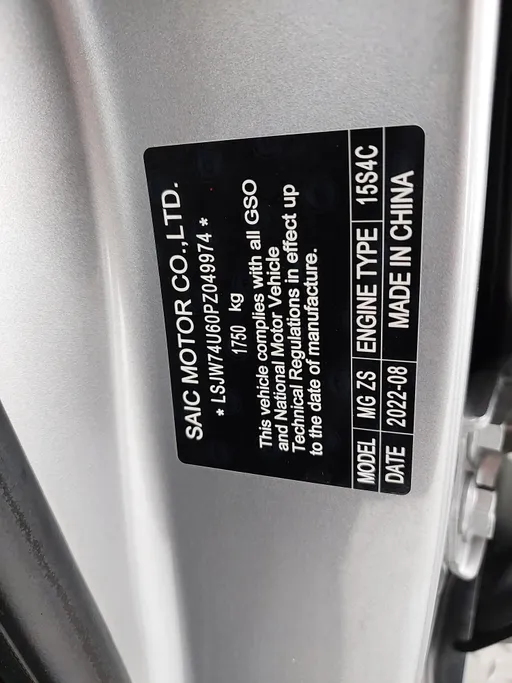 SAIC MOTOR CO.,LTD.
* LSJW74U60PZ049974 *
1750 kg
This vehicle complies with all GSO
and National Motor Vehicle
Technical Regulations in effect up
to the date of manufacture.
MODEL MG ZS ENGINE TYPE 15S4C
DATE 2022-08 MADE IN CHINA